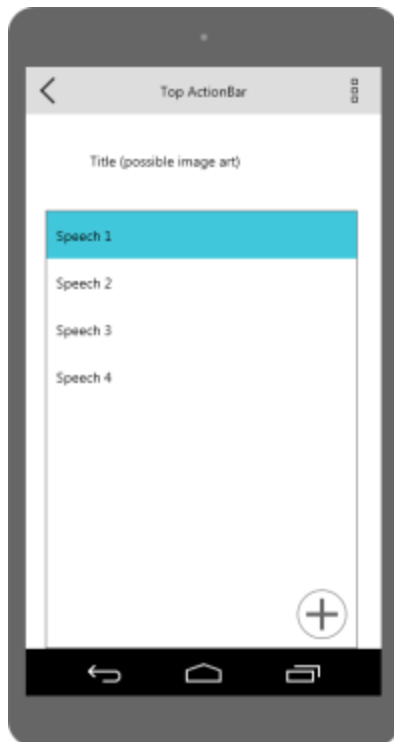 Top ActionBar
Title (possible image art)
Speech 1
Speech 2
Speech 3
Speech 4